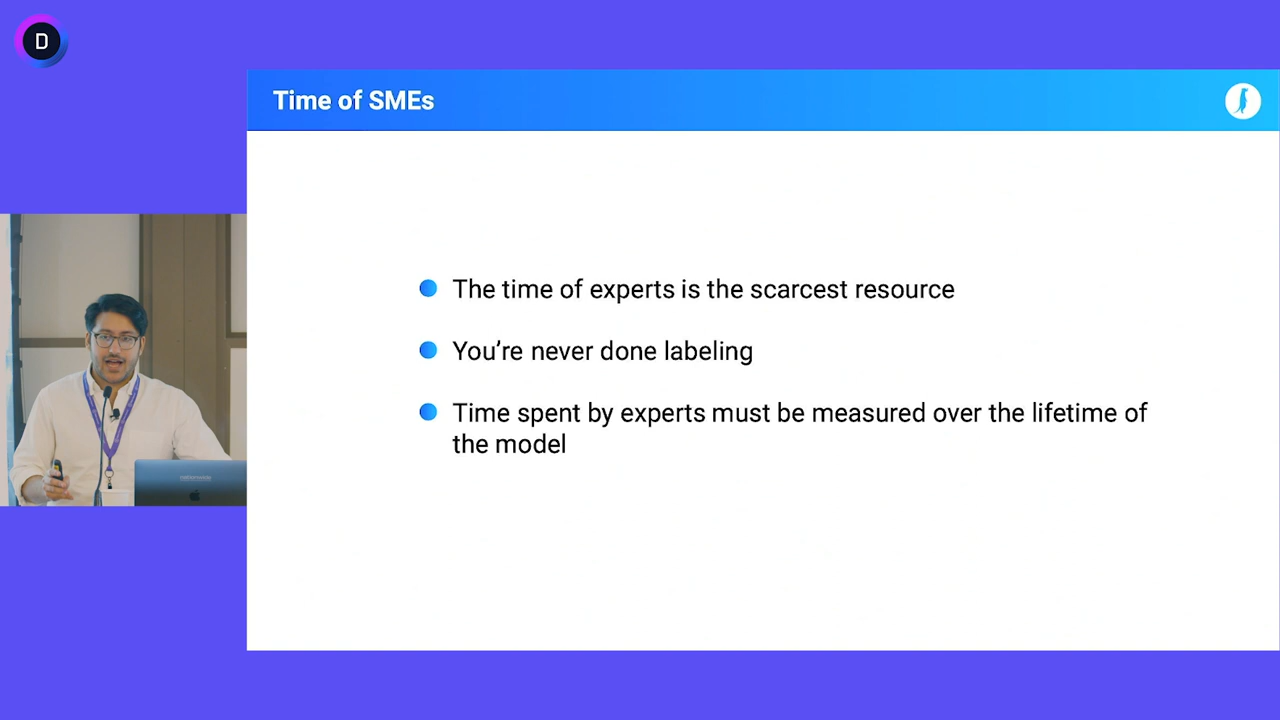 D
Time of SMEs
The time of experts is the scarcest resource
You’re never done labeling
Time spent by experts must be measured over the lifetime of
the model